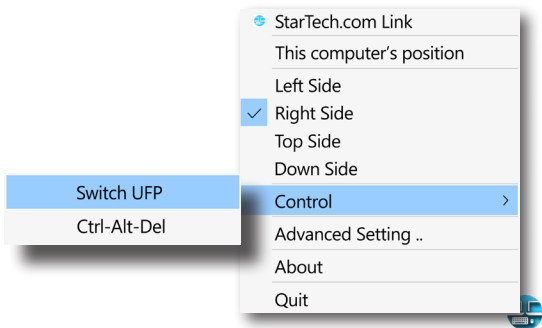 StarTech.com Link
This computer's position
Left Side
Right Side
Top Side
Down Side
Control
Switch UFP
Ctrl-Alt-Del
Advanced Setting ..
About
Quit